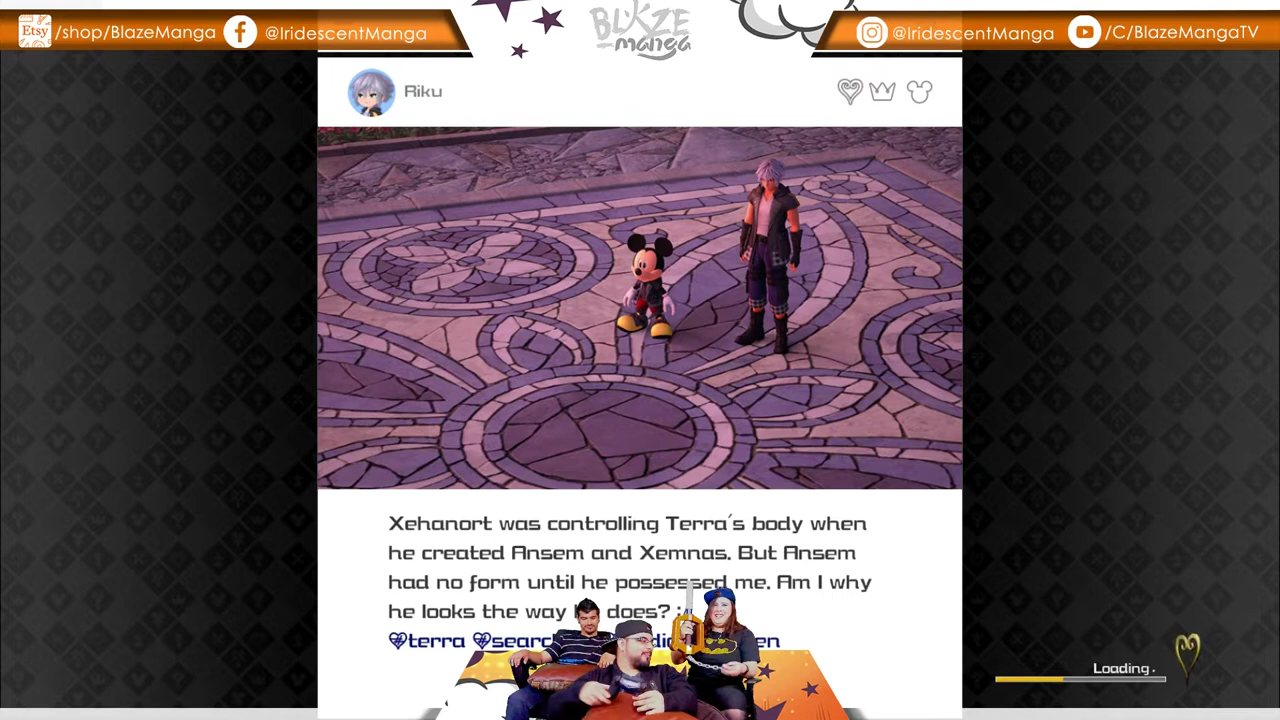 Etsy /shop/BlazeManga @IridescentManga
BLAZE
manga
@IridescentManga /C/BlazeMangaTV
Riku
Xehanort was controlling Terra's body when
he created Ansem and Xemnas. But Ansem
had no form until he possessed me. Am I why
he looks the way does? :
terra
Loading.